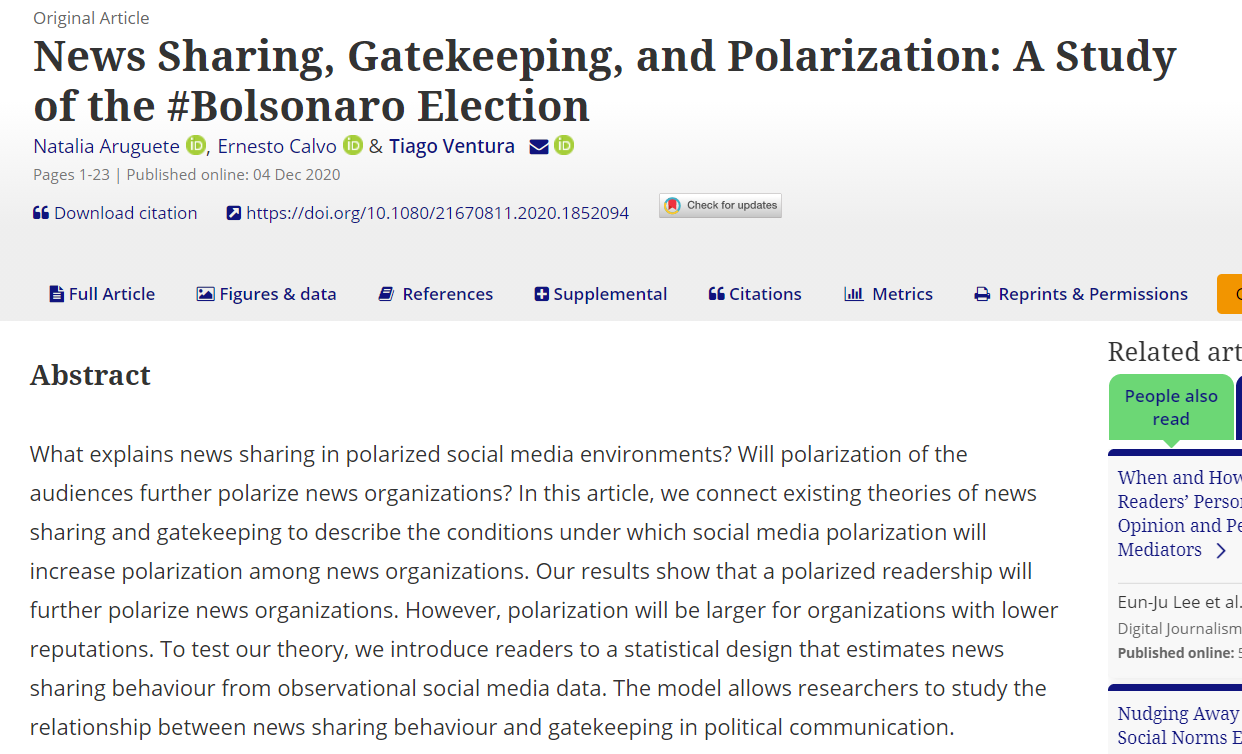 Original Article
News Sharing, Gatekeeping, and Polarization: A Study
of the #Bolsonaro Election
Natalia Aruguete iD, Ernesto Calvo iD & Tiago Ventura iD
Pages 1-23 | Published online: 04 Dec 2020
Download citation https://doi.org/10.1080/21670811.2020.1852094 Check for updates
Full Article Figures & data References Supplemental Citations Metrics Reprints & Permissions
Abstract
What explains news sharing in polarized social media environments? Will polarization of the
audiences further polarize news organizations? In this article, we connect existing theories of news
sharing and gatekeeping to describe the conditions under which social media polarization will
increase polarization among news organizations. Our results show that a polarized readership will
further polarize news organizations. However, polarization will be larger for organizations with lower
reputations. To test our theory, we introduce readers to a statistical design that estimates news
sharing behaviour from observational social media data. The model allows researchers to study the
relationship between news sharing behaviour and gatekeeping in political communication.
Related art
People also
read
When and How
Readers’ Person
Opinion and Pe
Mediators
Eun-Ju Lee et al.
Digital Journalism
Published online: 5
Nudging Away
Social Norms E